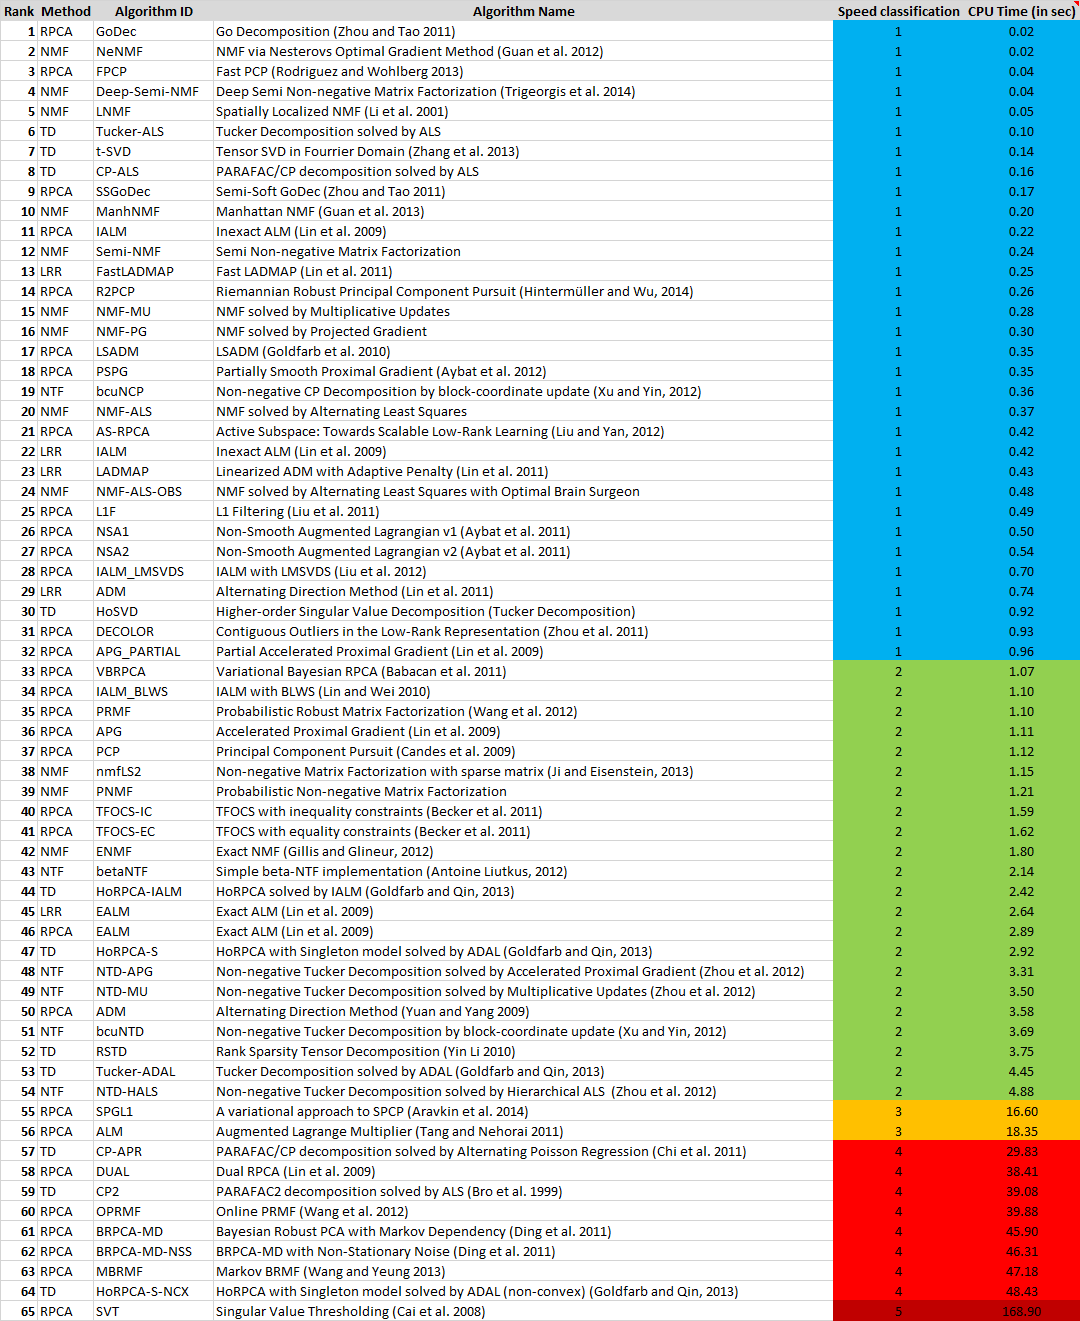 Rank Method Algorithm ID Algorithm Name Speed classification CPU Time (in sec)
1 RPCA GoDec Go Decomposition (Zhou and Tao 2011) 1 0.02
2 NMF NeNMF NMF via Nesterovs Optimal Gradient Method (Guan et al. 2012) 1 0.02
3 RPCA FPCP Fast PCP (Rodriguez and Wohlberg 2013) 1 0.04
4 NMF Deep-Semi-NMF Deep Semi Non-negative Matrix Factorization (Trigeorgis et al. 2014) 1 0.04
5 NMF LNMF Spatially Localized NMF (Li et al. 2001) 1 0.05
6 TD Tucker-ALS Tucker Decomposition solved by ALS 1 0.10
7 TD t-SVD Tensor SVD in Fourrier Domain (Zhang et al. 2013) 1 0.14
8 TD CP-ALS PARAFAC/CP decomposition solved by ALS 1 0.16
9 RPCA SSGoDec Semi-Soft GoDec (Zhou and Tao 2011) 1 0.17
10 NMF ManhNMF Manhattan NMF (Guan et al. 2013) 1 0.20
11 RPCA IALM Inexact ALM (Lin et al. 2009) 1 0.22
12 NMF Semi-NMF Semi Non-negative Matrix Factorization 1 0.24
13 LRR FastLADMAP Fast LADMAP (Lin et al. 2011) 1 0.25
14 RPCA R2PCP Riemannian Robust Principal Component Pursuit (Hintermüller and Wu, 2014) 1 0.26
15 NMF NMF-MU NMF solved by Multiplicative Updates 1 0.28
16 NMF NMF-PG NMF solved by Projected Gradient 1 0.30
17 RPCA LSADM LSADM (Goldfarb et al. 2010) 1 0.35
18 RPCA PSPG Partially Smooth Proximal Gradient (Aybat et al. 2012) 1 0.35
19 NTF bcuNCP Non-negative CP Decomposition by block-coordinate update (Xu and Yin, 2012) 1 0.36
20 NMF NMF-ALS NMF solved by Alternating Least Squares 1 0.37
21 RPCA AS-RPCA Active Subspace: Towards Scalable Low-Rank Learning (Liu and Yan, 2012) 1 0.42
22 LRR IALM Inexact ALM (Lin et al. 2009) 1 0.42
23 LRR LADMAP Linearized ADM with Adaptive Penalty (Lin et al. 2011) 1 0.43
24 NMF NMF-ALS-OBS NMF solved by Alternating Least Squares with Optimal Brain Surgeon 1 0.48
25 RPCA L1F L1 Filtering (Liu et al. 2011) 1 0.49
26 RPCA NSA1 Non-Smooth Augmented Lagrangian v1 (Aybat et al. 2011) 1 0.50
27 RPCA NSA2 Non-Smooth Augmented Lagrangian v2 (Aybat et al. 2011) 1 0.54
28 RPCA IALM_LMSVDS IALM with LMSVDS (Liu et al. 2012) 1 0.70
29 LRR ADM Alternating Direction Method (Lin et al. 2011) 1 0.74
30 TD HoSVD Higher-order Singular Value Decomposition (Tucker Decomposition) 1 0.92
31 RPCA DECOLOR Contiguous Outliers in the Low-Rank Representation (Zhou et al. 2011) 1 0.93
32 RPCA APG_PARTIAL Partial Accelerated Proximal Gradient (Lin et al. 2009) 1 0.96
33 RPCA VBRPCA Variational Bayesian RPCA (Babacan et al. 2011) 2 1.07
34 RPCA IALM_BLWS IALM with BLWS (Lin and Wei 2010) 2 1.10
35 RPCA PRMF Probabilistic Robust Matrix Factorization (Wang et al. 2012) 2 1.10
36 RPCA APG Accelerated Proximal Gradient (Lin et al. 2009) 2 1.11
37 RPCA PCP Principal Component Pursuit (Candes et al. 2009) 2 1.12
38 NMF nmfLS2 Non-negative Matrix Factorization with sparse matrix (Ji and Eisenstein, 2013) 2 1.15
39 NMF PNMF Probabilistic Non-negative Matrix Factorization 2 1.21
40 RPCA TFOCS-IC TFOCS with inequality constraints (Becker et al. 2011) 2 1.59
41 RPCA TFOCS-EC TFOCS with equality constraints (Becker et al. 2011) 2 1.62
42 NMF ENMF Exact NMF (Gillis and Glineur, 2012) 2 1.80
43 NTF betaNTF Simple beta-NTF implementation (Antoine Liutkus, 2012) 2 2.14
44 TD HoRPCA-IALM HoRPCA solved by IALM (Goldfarb and Qin, 2013) 2 2.42
45 LRR EALM Exact ALM (Lin et al. 2009) 2 2.64
46 RPCA EALM Exact ALM (Lin et al. 2009) 2 2.89
47 TD HoRPCA-S HoRPCA with Singleton model solved by ADAL (Goldfarb and Qin, 2013) 2 2.92
48 NTF NTD-APG Non-negative Tucker Decomposition solved by Accelerated Proximal Gradient (Zhou et al. 2012) 2 3.31
49 NTF NTD-MU Non-negative Tucker Decomposition solved by Multiplicative Updates (Zhou et al. 2012) 2 3.50
50 RPCA ADM Alternating Direction Method (Yuan and Yang 2009) 2 3.58
51 NTF bcuNTD Non-negative Tucker Decomposition by block-coordinate update (Xu and Yin, 2012) 2 3.69
52 TD RSTD Rank Sparsity Tensor Decomposition (Yin Li 2010) 2 3.75
53 TD Tucker-ADAL Tucker Decomposition solved by ADAL (Goldfarb and Qin, 2013) 2 4.45
54 NTF NTD-HALS Non-negative Tucker Decomposition solved by Hierarchical ALS (Zhou et al. 2012) 2 4.88
55 RPCA SPGL1 A variational approach to SPCP (Aravkin et al. 2014) 3 16.60
56 RPCA ALM Augmented Lagrange Multiplier (Tang and Nehorai 2011) 3 18.35
57 TD CP-APR PARAFAC/CP decomposition solved by Alternating Poisson Regression (Chi et al. 2011) 4 29.83
58 RPCA DUAL Dual RPCA (Lin et al. 2009) 4 38.41
59 TD CP2 PARAFAC2 decomposition solved by ALS (Bro et al. 1999) 4 39.08
60 RPCA OPRMF Online PRMF (Wang et al. 2012) 4 39.88
61 RPCA BRPCA-MD Bayesian Robust PCA with Markov Dependency (Ding et al. 2011) 4 45.90
62 RPCA BRPCA-MD-NSS BRPCA-MD with Non-Stationary Noise (Ding et al. 2011) 4 46.31
63 RPCA MBRMF Markov BRMF (Wang and Yeung 2013) 4 47.18
64 TD HoRPCA-S-NCX HoRPCA with Singleton model solved by ADAL (non-convex) (Goldfarb and Qin, 2013) 4 48.43
65 RPCA SVT Singular Value Thresholding (Cai et al. 2008) 5 168.90